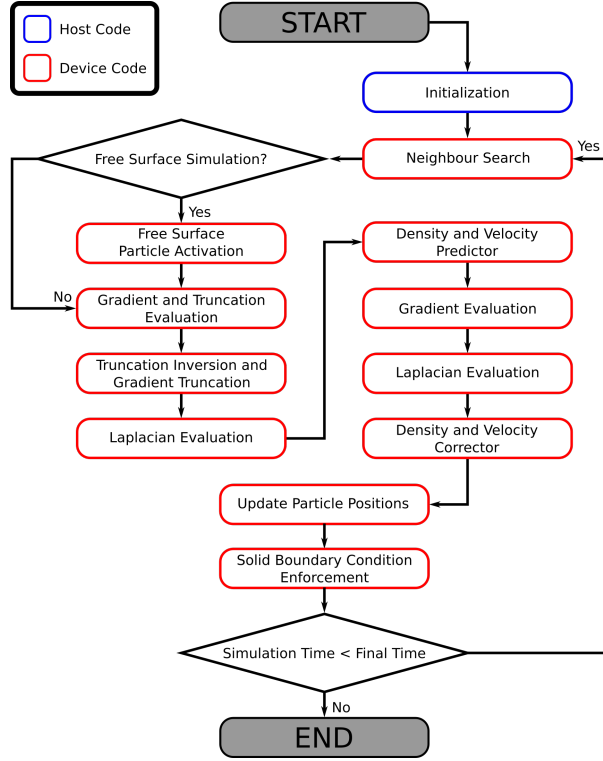 Host Code
Device Code
START
Initialization
Neighbour Search
Yes
Free Surface Simulation?
Yes
No
Free Surface
Particle Activation
Gradient and Truncation
Evaluation
Truncation Inversion and
Gradient Truncation
Laplacian Evaluation
Density and Velocity
Predictor
Gradient Evaluation
Laplacian Evaluation
Density and Velocity
Corrector
Update Particle Positions
Solid Boundary Condition
Enforcement
Simulation Time < Final Time
No
END